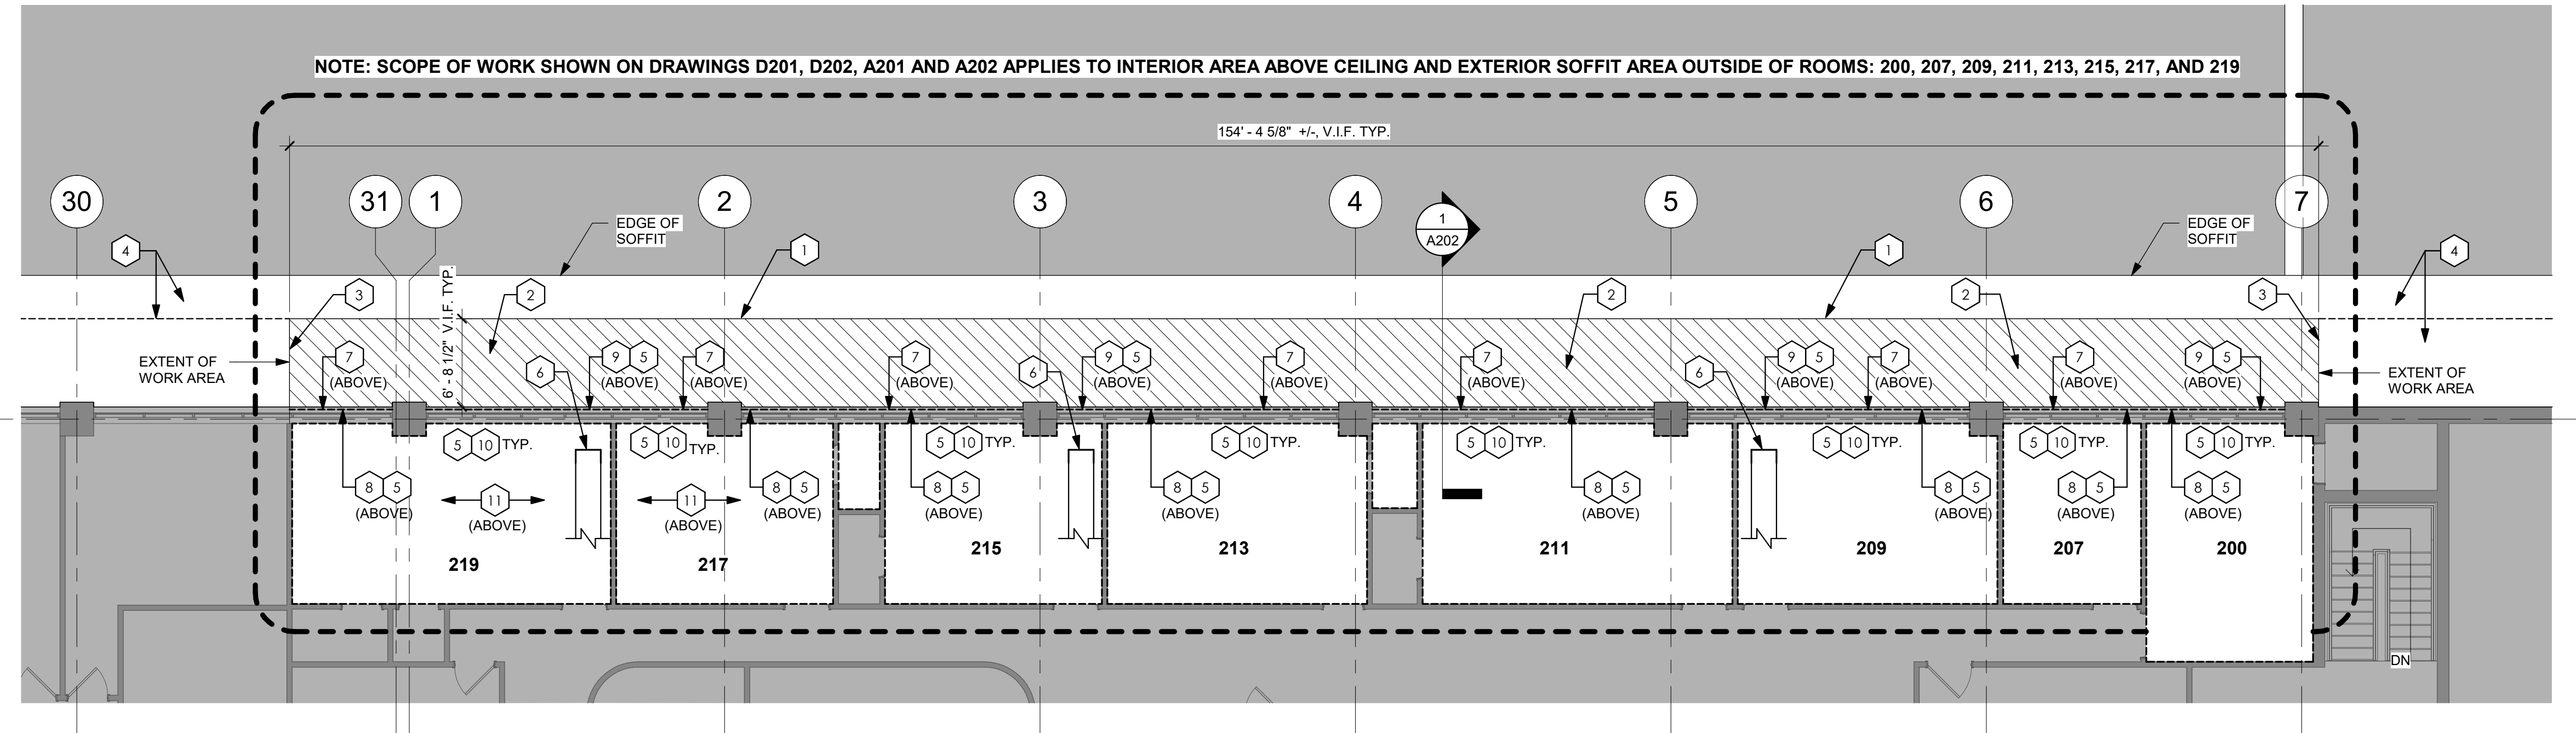 NOTE: SCOPE OF WORK SHOWN ON DRAWINGS D201, D202, A201 AND A202 APPLIES TO INTERIOR AREA ABOVE CEILING AND EXTERIOR SOFFIT AREA OUTSIDE OF ROOMS: 200, 207, 209, 211, 213, 215, 217, AND 219
154' - 4 5/8" +/-, V.I.F. TYP.
30
31
1
2
3
4
5
6
7
1
A202
EDGE OF
SOFFIT
EDGE OF
SOFFIT
4
1
1
4
3
2
2
2
3
6' - 8 1/2" V.I.F. TYP.
EXTENT OF
WORK AREA
7
(ABOVE)
6
9 5
(ABOVE)
7
(ABOVE)
7
(ABOVE)
6
9 5
(ABOVE)
7
(ABOVE)
7
(ABOVE)
6
9 5
(ABOVE)
7
(ABOVE)
7
(ABOVE)
9 5
(ABOVE)
EXTENT OF
WORK AREA
5 10 TYP.
5 10 TYP.
5 10 TYP.
5 10 TYP.
5 10 TYP.
5 10 TYP.
5 10 TYP.
5 10 TYP.
8 5
(ABOVE)
11
(ABOVE)
11
(ABOVE)
8 5
(ABOVE)
8 5
(ABOVE)
8 5
(ABOVE)
8 5
(ABOVE)
8 5
(ABOVE)
8 5
(ABOVE)
8 5
(ABOVE)
219
217
215
213
211
209
207
200
DN